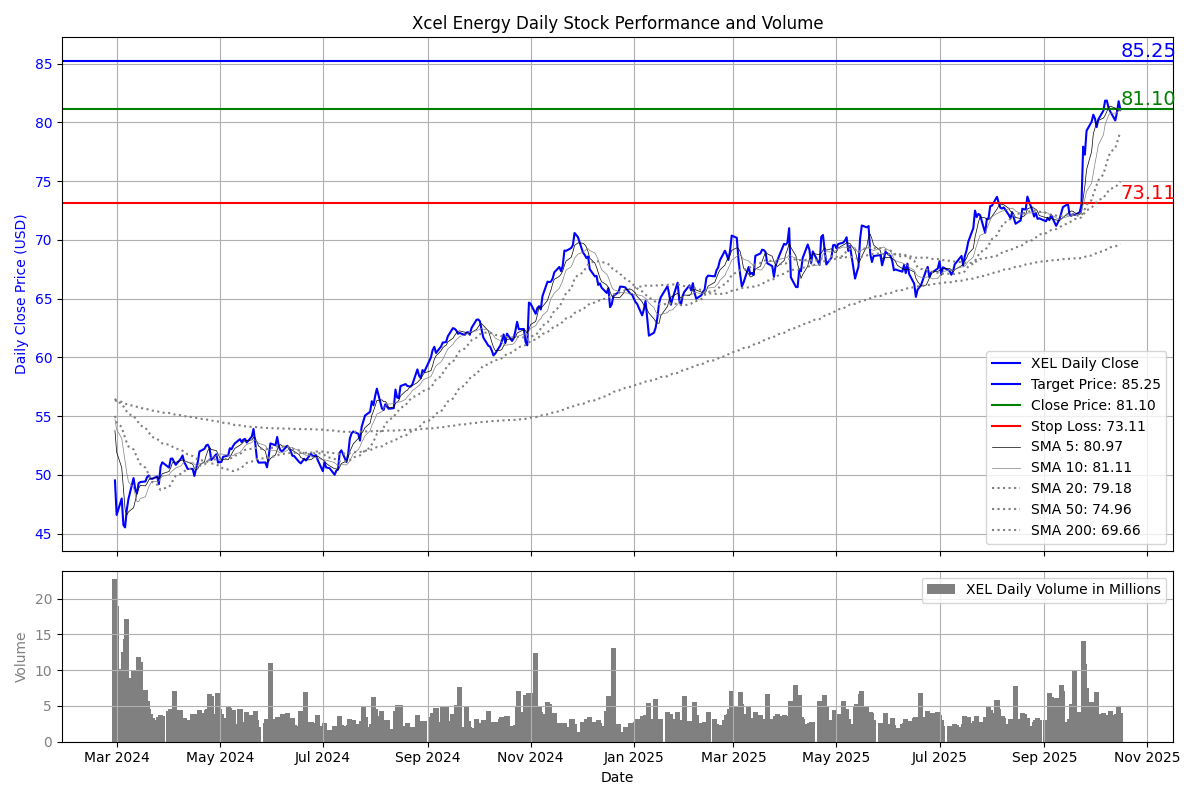 Xcel Energy Daily Stock Performance and Volume
Daily Close Price (USD)
85
80
75
70
65
60
55
50
45
85.25
81.10
73.11
XEL Daily Close
Target Price: 85.25
Close Price: 81.10
Stop Loss: 73.11
SMA 5: 80.97
SMA 10: 81.11
SMA 20: 79.18
SMA 50: 74.96
SMA 200: 69.66
Volume
20
15
10
5
0
XEL Daily Volume in Millions
Mar 2024 May 2024 Jul 2024 Sep 2024 Nov 2024 Jan 2025 Mar 2025 May 2025 Jul 2025 Sep 2025 Nov 2025
Date